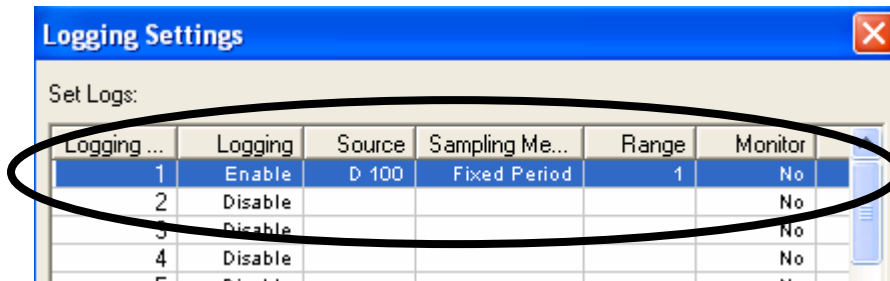 Logging Settings
Set Logs:
Logging ... Logging Source Sampling Me... Range Monitor
1 Enable D 100 Fixed Period 1 No
2 Disable No
3 Disable No
4 Disable No